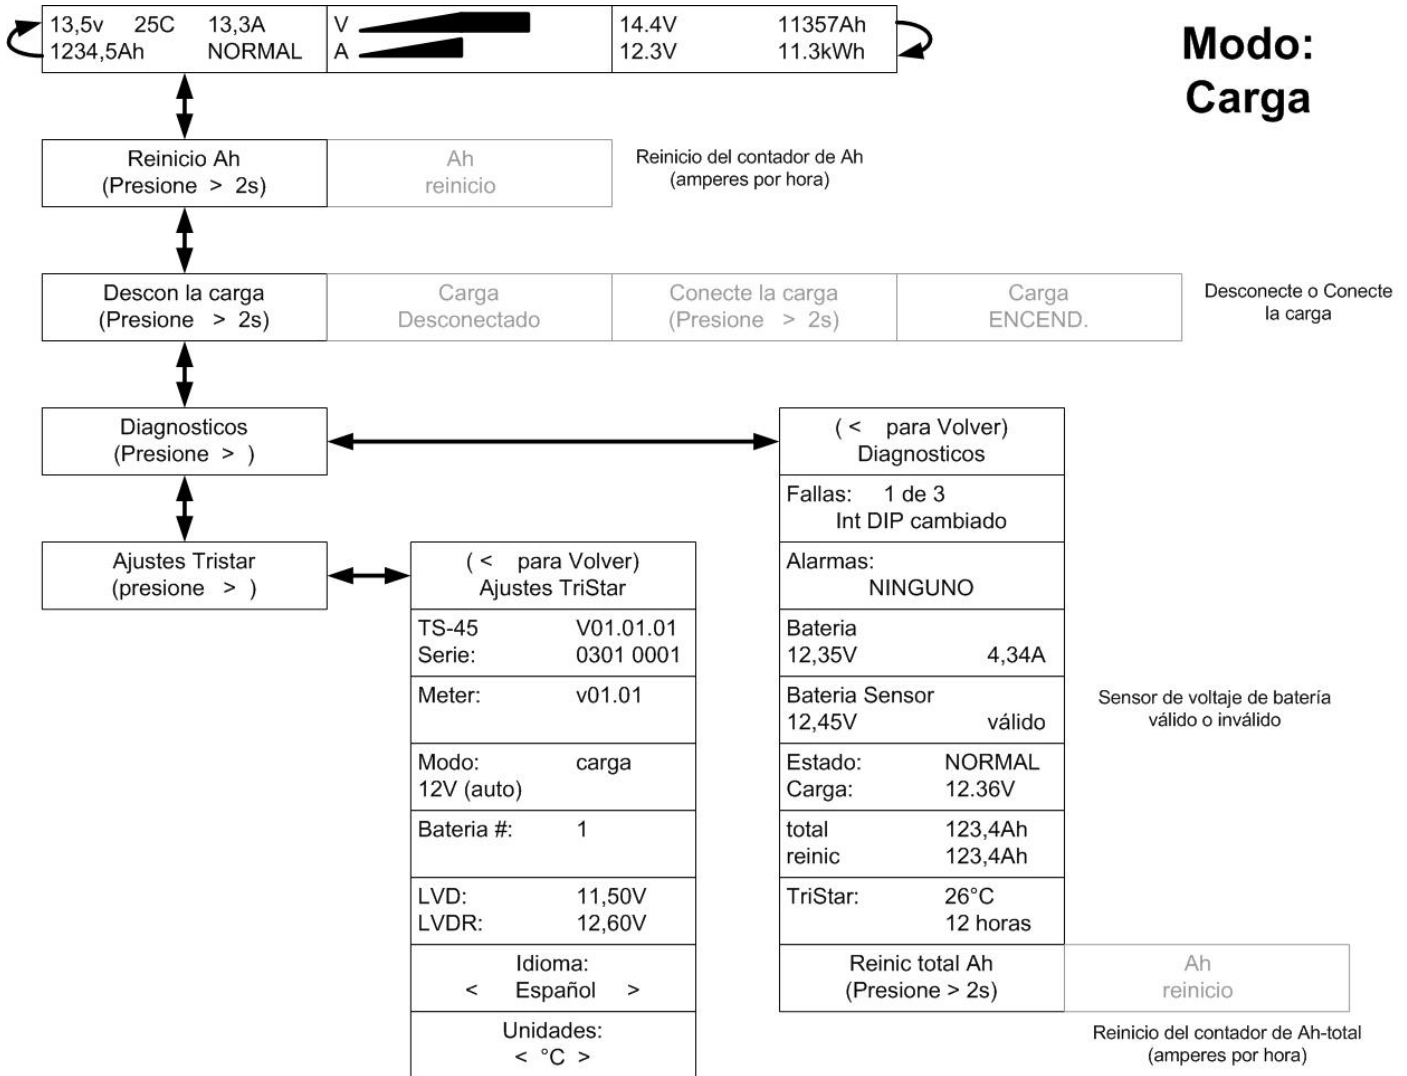 13,5v 25C 13,3A
1234,5Ah NORMAL
V
A
14.4V 11357Ah
12.3V 11.3kWh
Modo:
Carga
Reinicio Ah
(Presione > 2s)
Ah
reinicio
Reinicio del contador de Ah
(amperes por hora)
Descon la carga
(Presione > 2s)
Carga
Desconectado
Conecte la carga
(Presione > 2s)
Carga
ENCEND.
Desconecte o Conecte
la carga
Diagnosticos
(Presione > )
Ajustes Tristar
(presione > )
( < para Volver)
Ajustes TriStar
TS-45 V01.01.01
Serie: 0301 0001
Meter: v01.01
Modo: carga
12V (auto)
Bateria #: 1
LVD: 11,50V
LVDR: 12,60V
Idioma:
< Español >
Unidades:
< °C >
( < para Volver)
Diagnosticos
Fallas: 1 de 3
Int DIP cambiado
Alarmas:
NINGUNO
Bateria
12,35V 4,34A
Bateria Sensor
12,45V válido
Sensor de voltaje de batería
válido o inválido
Estado: NORMAL
Carga: 12.36V
total 123,4Ah
reinic 123,4Ah
TriStar: 26°C
12 horas
Reinic total Ah
(Presione > 2s)
Ah
reinicio
Reinicio del contador de Ah-total
(amperes por hora)